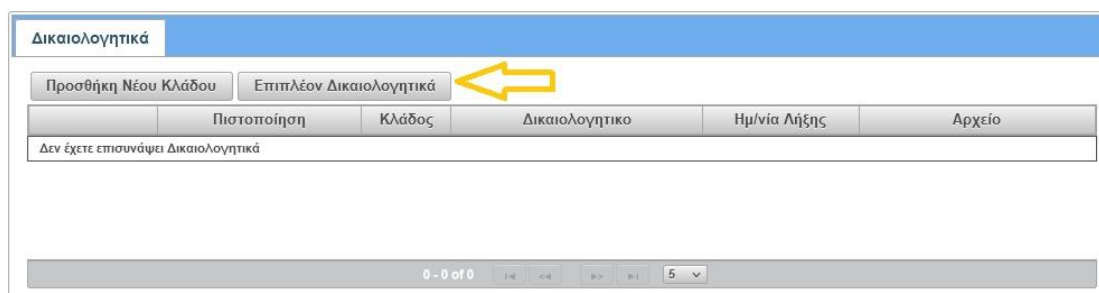 Δικαιολογητικά
Προσθήκη Νέου Κλάδου Επιπλέον Δικαιολογητικά
Πιστοποίηση Κλάδος Δικαιολογητικο Ημ/νία Λήξης Αρχείο
Δεν έχετε επισυνάψει Δικαιολογητικά
0 - 0 of 0 5